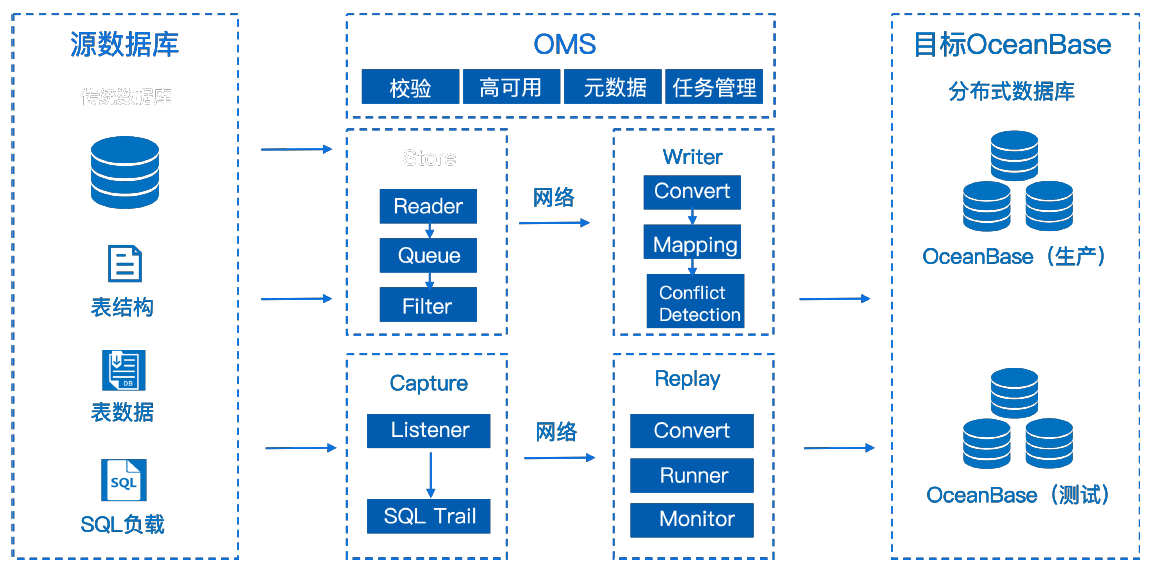 源数据库
传统数据库
表结构
DB
表数据
SQL
SQL负载
OMS
校验
高可用
元数据
任务管理
Store
Reader
Queue
Filter
网络
Writer
Convert
Mapping
Conflict
Detection
Capture
Listener
SQL Trail
网络
Replay
Convert
Runner
Monitor
目标OceanBase
分布式数据库
OceanBase（生产）
OceanBase（测试）